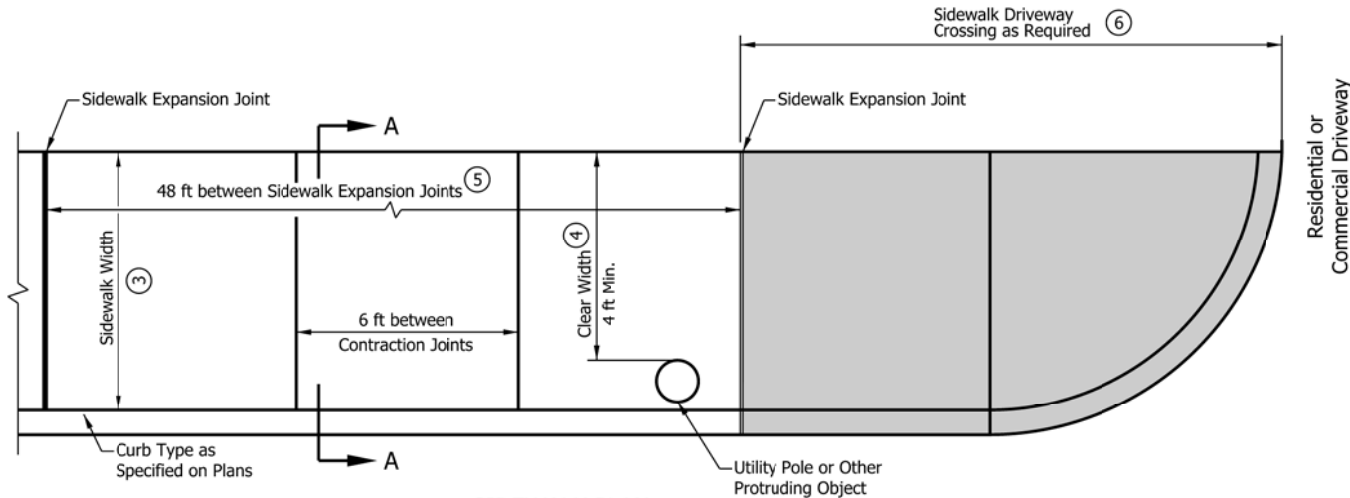 Sidewalk Driveway
Crossing as Required 6
Sidewalk Expansion Joint
A
Sidewalk Expansion Joint
48 ft between Sidewalk Expansion Joints 5
Sidewalk Width 3
6 ft between
Contraction Joints
Clear Width 4
4 ft Min.
Residential or
Commercial Driveway
Curb Type as
Specified on Plans
A
Utility Pole or Other
Protruding Object